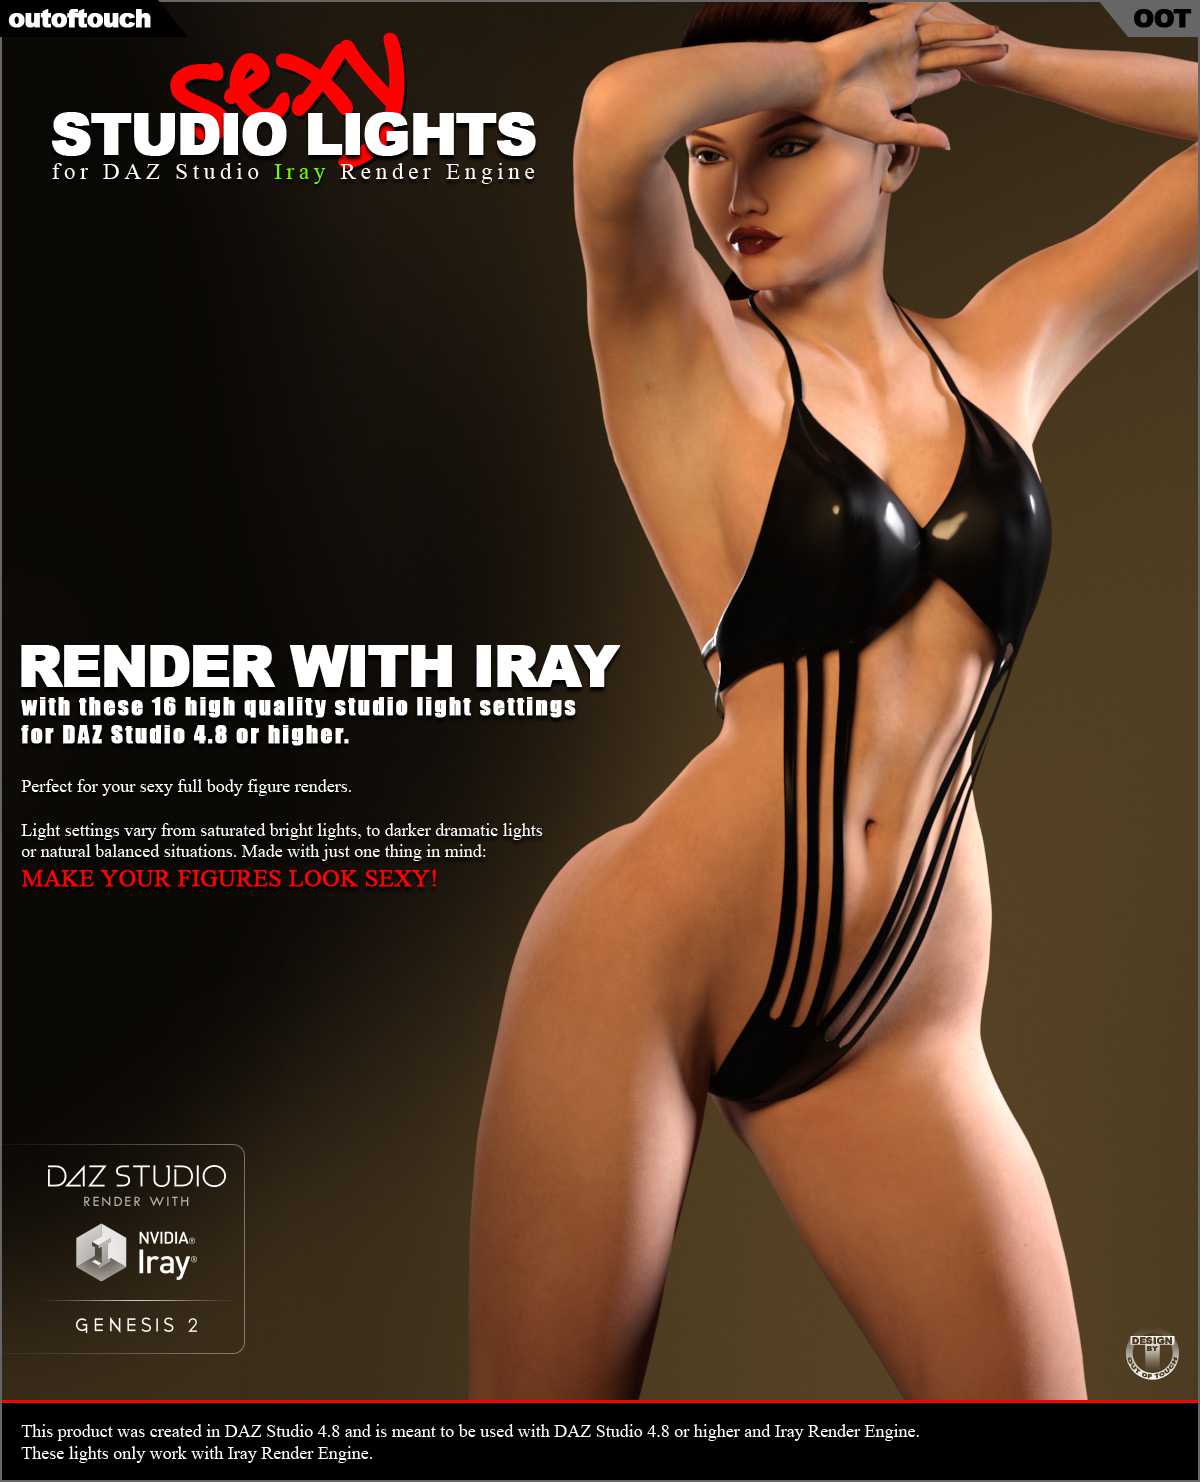 outoftouch
OOT
sexy
STUDIO LIGHTS
for DAZ Studio Iray Render Engine
RENDER WITH IRAY
with these 16 high quality studio light settings
for DAZ Studio 4.8 or higher.
Perfect for your sexy full body figure renders.
Light settings vary from saturated bright lights, to darker dramatic lights
or natural balanced situations. Made with just one thing in mind:
MAKE YOUR FIGURES LOOK SEXY!
DAZ STUDIO
RENDER WITH
NVIDIA®
Iray®
GENESIS 2
DESIGN
BY
OUT OF TOUCH
This product was created in DAZ Studio 4.8 and is meant to be used with DAZ Studio 4.8 or higher and Iray Render Engine.
These lights only work with Iray Render Engine.